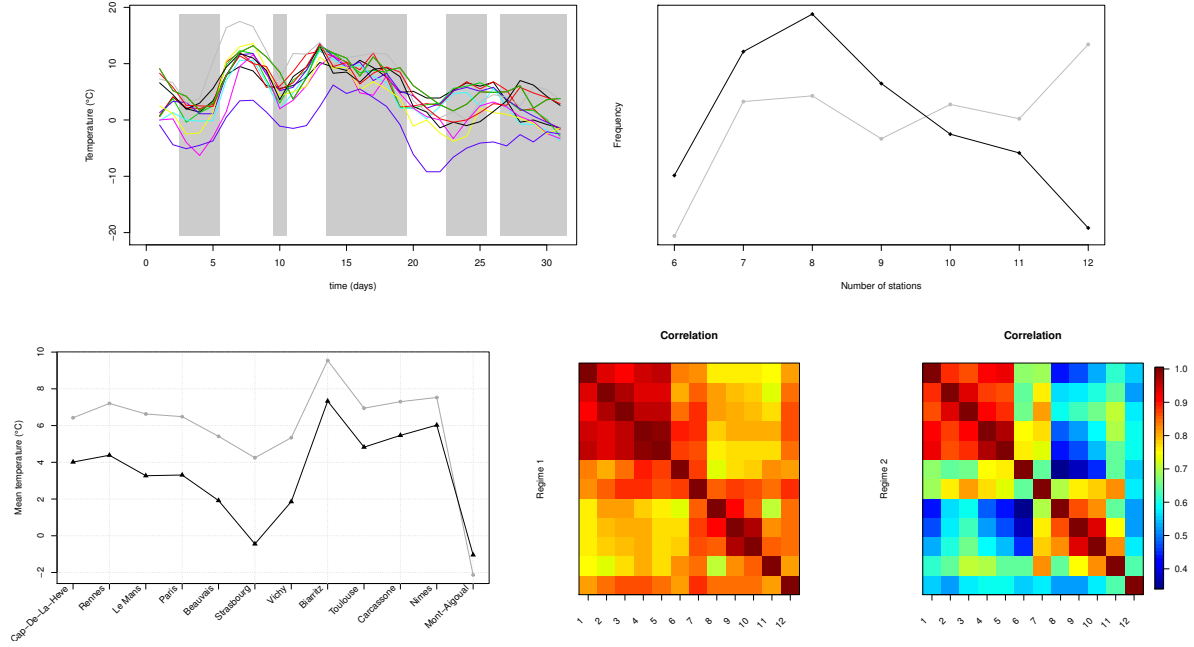 Temperature (°C)
20
10
0
−10
−20
0
5
10
15
20
25
30
time (days)
Frequency
6
7
8
9
10
11
12
Number of stations
Mean temperature (°C)
10
8
6
4
2
0
−2
Cap−De−La−Heve
Rennes
Le Mans
Paris
Beauvais
Strasbourg
Vichy
Biarritz
Toulouse
Carcassone
Nimes
Mont−Aigoual
Correlation
Regime 1
1
2
3
4
5
6
7
8
9
10
11
12
Correlation
Regime 2
1
2
3
4
5
6
7
8
9
10
11
12
1.0
0.9
0.8
0.7
0.6
0.5
0.4